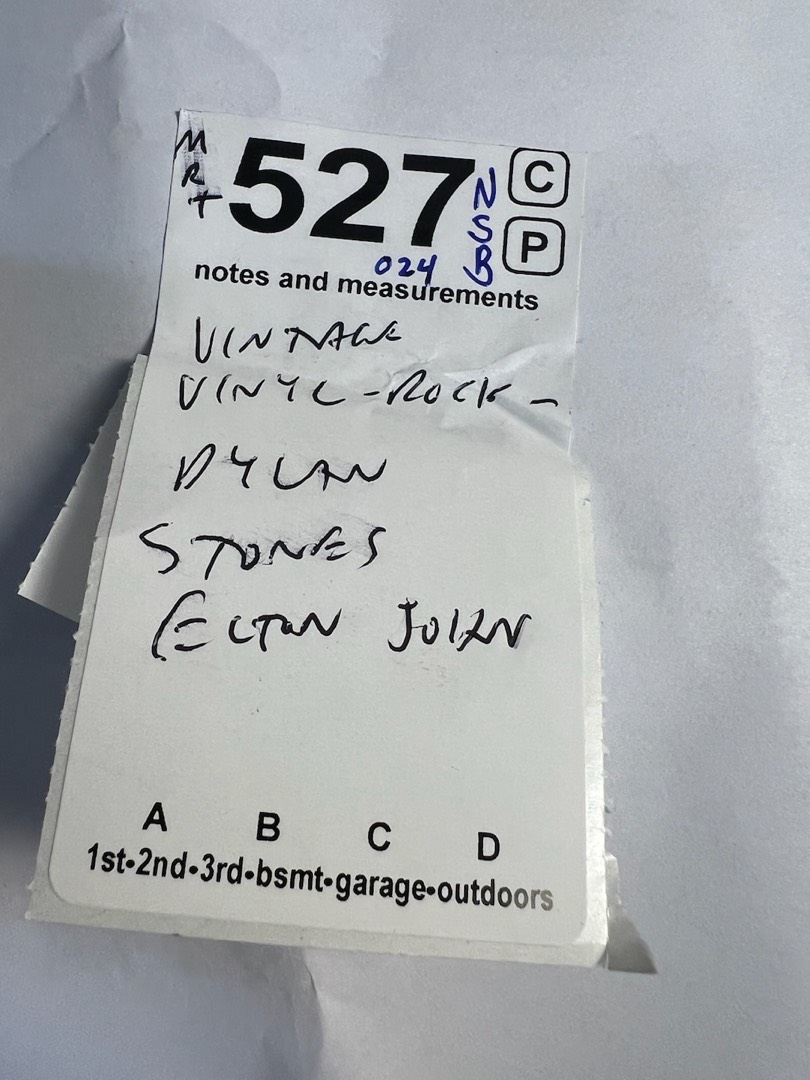 MRT 527 NSB C
P
024
notes and measurements
VINTAGE
VINYL-ROCK-
DYLAN
STONES
ELTON JOHN
A B C D
1st•2nd•3rd•bsmt•garage•outdoors